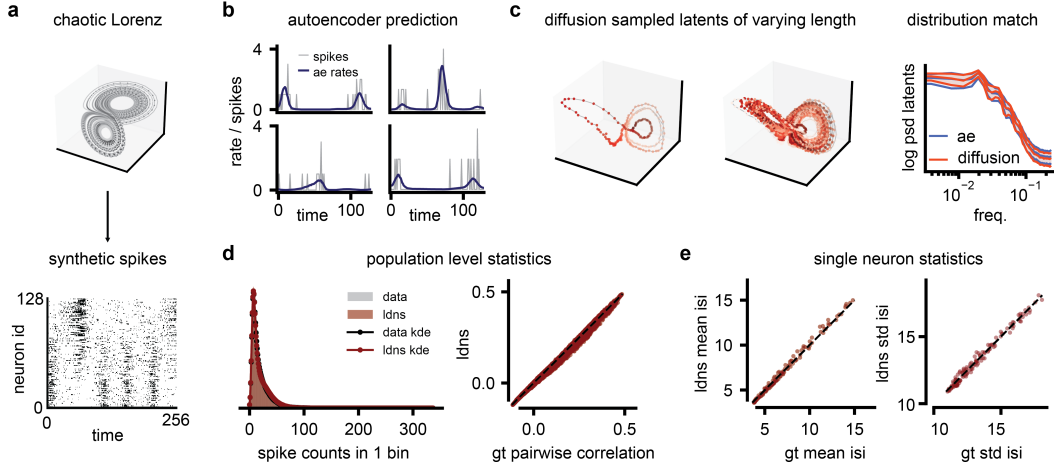 a
chaotic Lorenz
synthetic spikes
neuron id
128
0
0
256
time
b
autoencoder prediction
rate / spikes
4
0
4
0
spikes
ae rates
0
100
0
100
time
time
c
diffusion sampled latents of varying length
distribution match
log psd latents
ae
diffusion
10⁻²
10⁻¹
freq.
d
population level statistics
data
ldns
data kde
ldns kde
0
100
200
300
spike counts in 1 bin
ldns
0.5
0.0
0.0
0.5
gt pairwise correlation
e
single neuron statistics
ldns mean isi
15
10
5
5
10
15
gt mean isi
ldns std isi
15
10
10
15
gt std isi